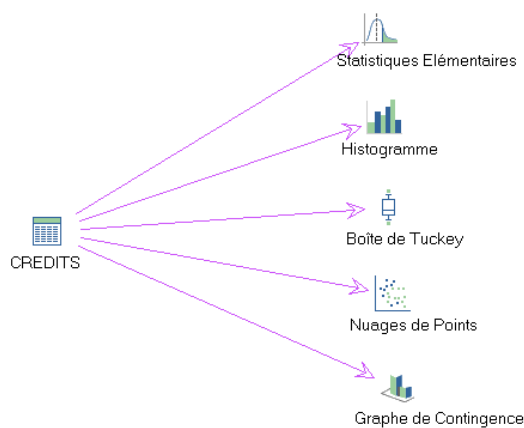 Statistiques Elémentaires
Histogramme
Boîte de Tuckey
CREDITS
Nuages de Points
Graphe de Contingence